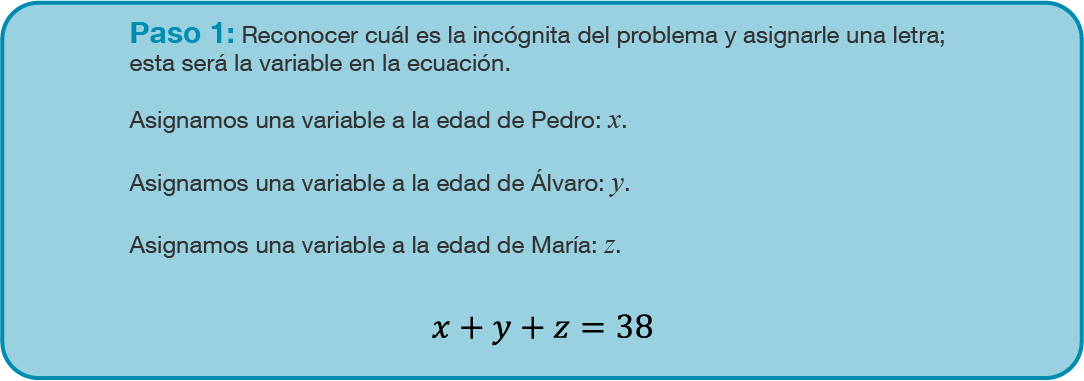 Paso 1: Reconocer cuál es la incógnita del problema y asignarle una letra;
esta será la variable en la ecuación.
Asignamos una variable a la edad de Pedro: x.
Asignamos una variable a la edad de Álvaro: y.
Asignamos una variable a la edad de María: z.
x + y + z = 38